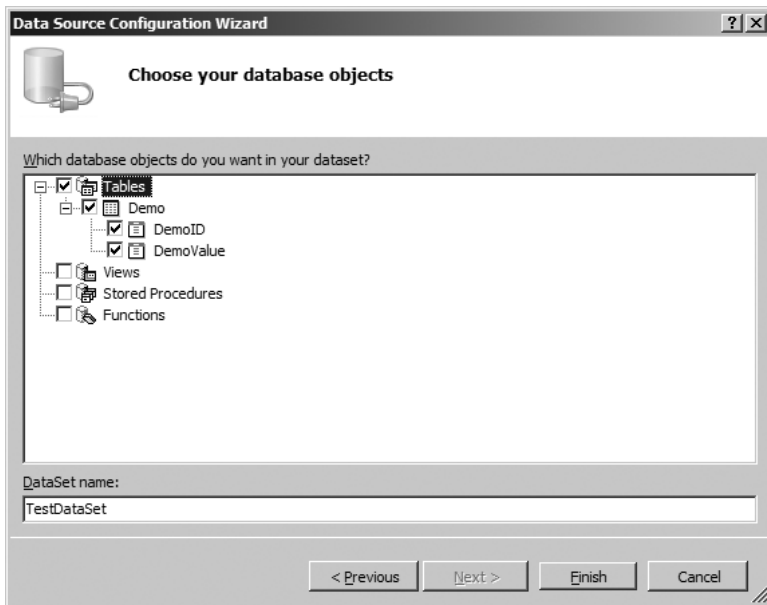 Data Source Configuration Wizard
Choose your database objects
Which database objects do you want in your dataset?
Tables
Demo
DemoID
DemoValue
Views
Stored Procedures
Functions
DataSet name:
TestDataSet
< Previous Next > Finish Cancel